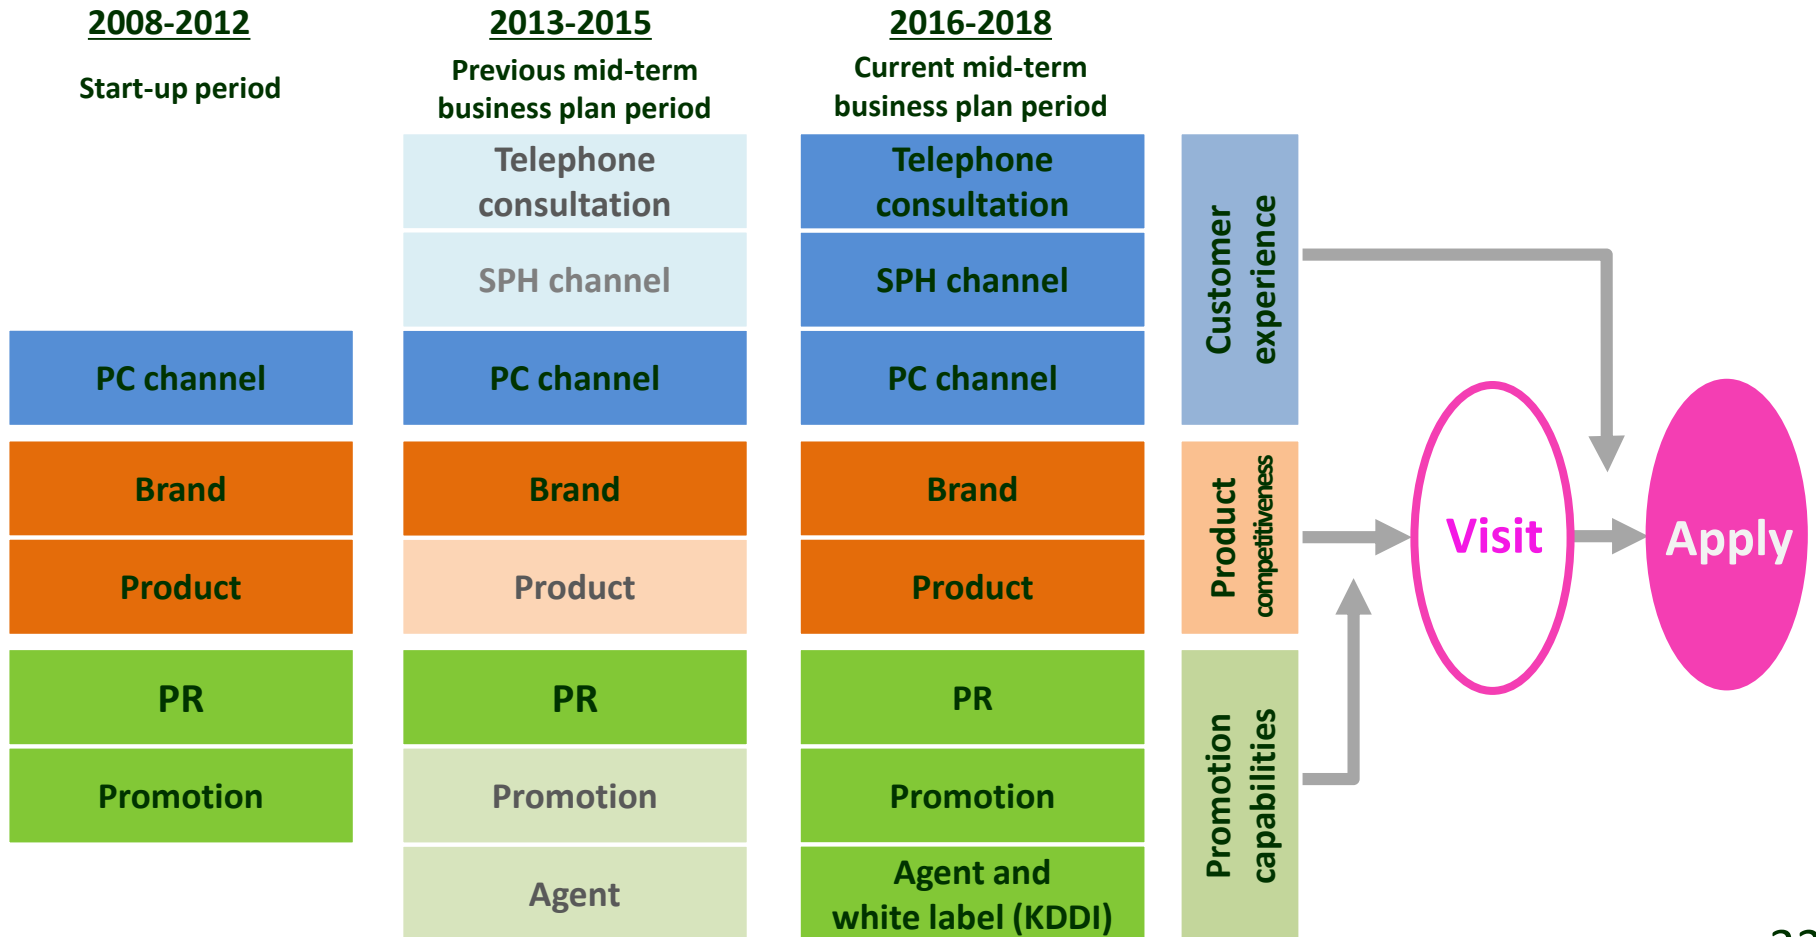 2008-2012
Start-up period
PC channel
Brand
Product
PR
Promotion
2013-2015
Previous mid-term
business plan period
Telephone
consultation
SPH channel
PC channel
Brand
Product
PR
Promotion
Agent
2016-2018
Current mid-term
business plan period
Telephone
consultation
SPH channel
PC channel
Brand
Product
PR
Promotion
Agent and
white label (KDDI)
Customer
experience
Product
competitiveness
Promotion
capabilities
Visit
Apply